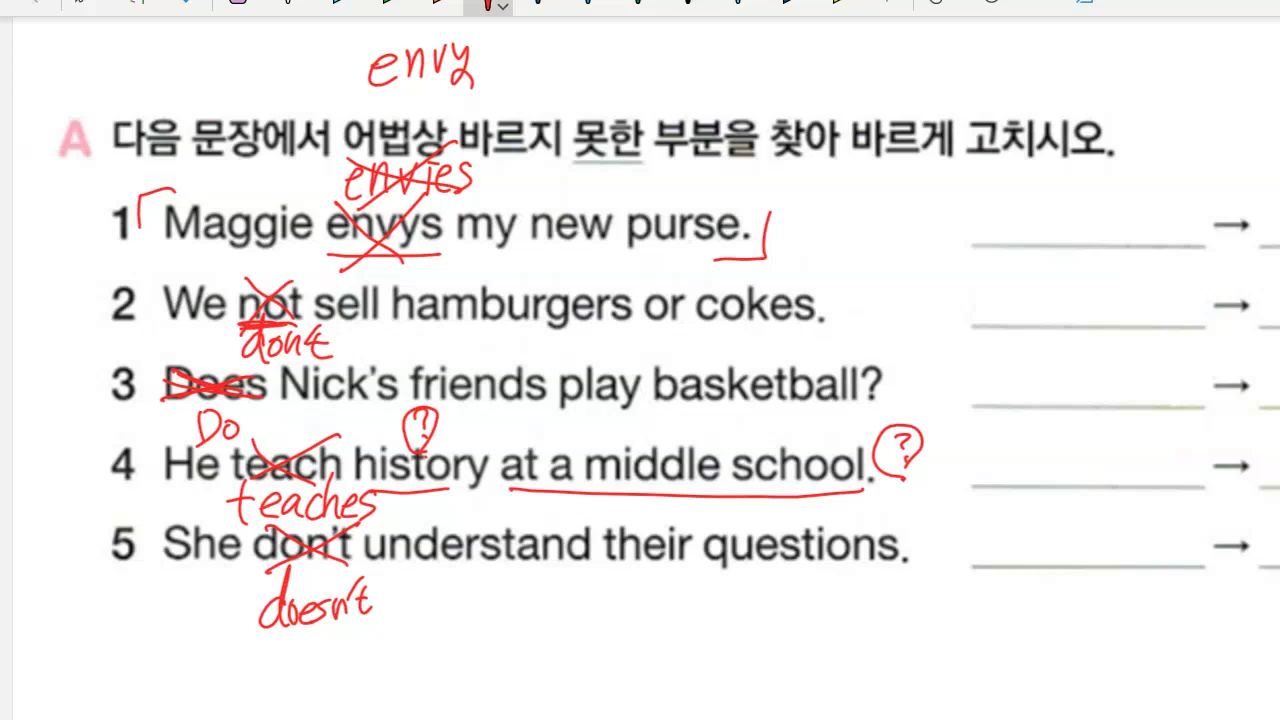 envy
A 다음 문장에서 어법상 바르지 못한 부분을 찾아 바르게 고치시오.
envies
1 Maggie envys my new purse. →
2 We not sell hamburgers or cokes. →
don't
3 Does Nick's friends play basketball? →
Do ?
4 He teach history at a middle school. ? →
teaches
5 She don't understand their questions. →
doesn't